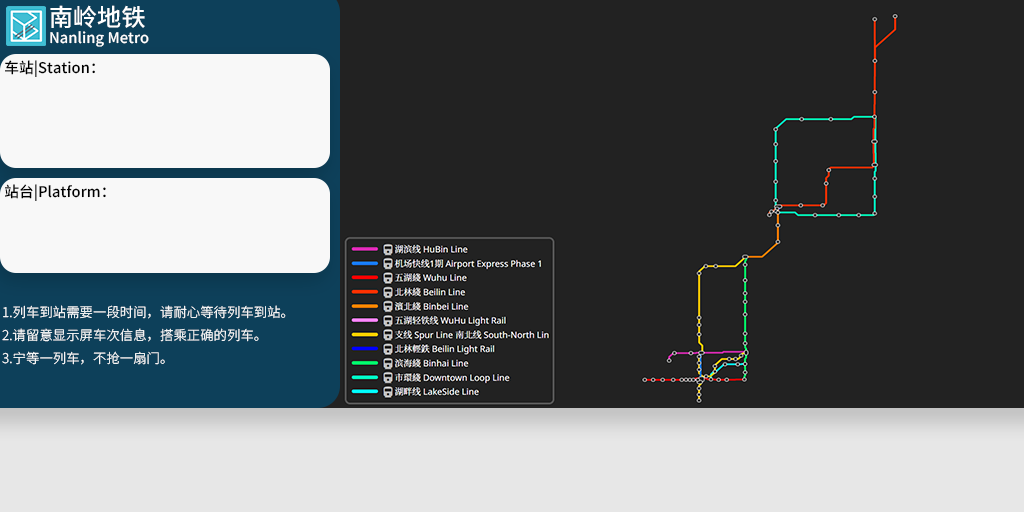 南岭地铁
Nanling Metro
车站|Station：
站台|Platform：
1.列车到站需要一段时间，请耐心等待列车到站。
2.请留意显示屏车次信息，搭乘正确的列车。
3.宁等一列车，不抢一扇门。
湖滨线 HuBin Line
机场快线1期 Airport Express Phase 1
五湖綫 Wuhu Line
北林綫 Beilin Line
濱北綫 Binbei Line
五湖轻铁线 WuHu Light Rail
支线 Spur Line 南北线 South-North Lin
北林輕鉄 Beilin Light Rail
滨海綫 Binhai Line
市環綫 Downtown Loop Line
湖畔线 LakeSide Line